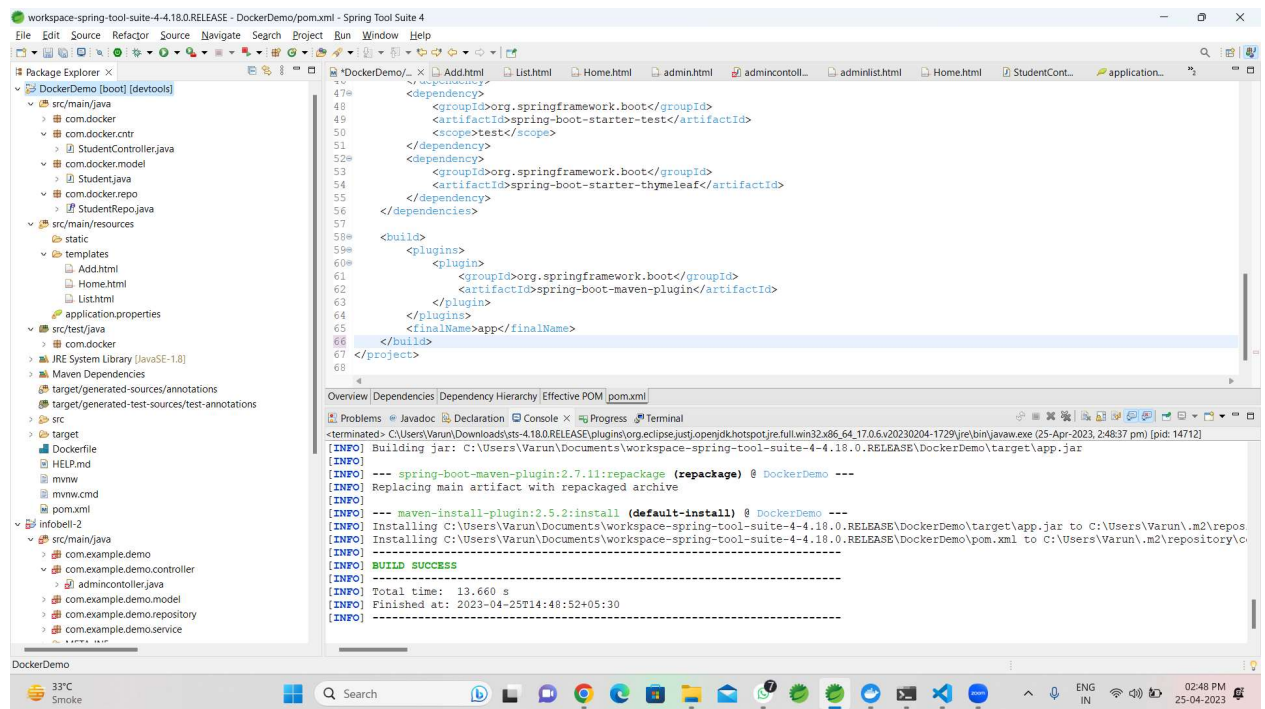 workspace-spring-tool-suite-4-4.18.0.RELEASE - DockerDemo/pom.xml - Spring Tool Suite 4
File Edit Source Refactor Source Navigate Search Project Run Window Help
Package Explorer
DockerDemo [boot] [devtools]
src/main/java
com.docker
com.docker.cntr
StudentController.java
com.docker.model
Student.java
com.docker.repo
StudentRepo.java
src/main/resources
static
templates
Add.html
Home.html
List.html
application.properties
src/test/java
com.docker
JRE System Library [JavaSE-1.8]
Maven Dependencies
target/generated-sources/annotations
target/generated-test-sources/test-annotations
src
target
Dockerfile
HELP.md
mvnw
mvnw.cmd
pom.xml
infobell-2
src/main/java
com.example.demo
com.example.demo.controller
admincontoller.java
com.example.demo.model
com.example.demo.repository
com.example.demo.service
*DockerDemo/... Add.html List.html Home.html admin.html admincontoll... adminlist.html Home.html StudentCont... application... "2
46 </dependency>
47 <dependency>
48 <groupId>org.springframework.boot</groupId>
49 <artifactId>spring-boot-starter-test</artifactId>
50 <scope>test</scope>
51 </dependency>
52 <dependency>
53 <groupId>org.springframework.boot</groupId>
54 <artifactId>spring-boot-starter-thymeleaf</artifactId>
55 </dependency>
56 </dependencies>
57
58 <build>
59 <plugins>
60 <plugin>
61 <groupId>org.springframework.boot</groupId>
62 <artifactId>spring-boot-maven-plugin</artifactId>
63 </plugin>
64 </plugins>
65 <finalName>app</finalName>
66 </build>
67 </project>
68
Overview Dependencies Dependency Hierarchy Effective POM pom.xml
Problems Javadoc Declaration Console Progress Terminal
<terminated> C:\Users\Varun\Downloads\sts-4.18.0.RELEASE\plugins\org.eclipse.justj.openjdk.hotspot.jre.full.win32.x86_64_17.0.6.v20230204-1729\jre\bin\javaw.exe (25-Apr-2023, 2:48:37 pm) [pid: 14712]
[INFO] Building jar: C:\Users\Varun\Documents\workspace-spring-tool-suite-4-4.18.0.RELEASE\DockerDemo\target\app.jar
[INFO]
[INFO] --- spring-boot-maven-plugin:2.7.11:repackage (repackage) @ DockerDemo ---
[INFO] Replacing main artifact with repackaged archive
[INFO]
[INFO] --- maven-install-plugin:2.5.2:install (default-install) @ DockerDemo ---
[INFO] Installing C:\Users\Varun\Documents\workspace-spring-tool-suite-4-4.18.0.RELEASE\DockerDemo\target\app.jar to C:\Users\Varun\.m2\repos
[INFO] Installing C:\Users\Varun\Documents\workspace-spring-tool-suite-4-4.18.0.RELEASE\DockerDemo\pom.xml to C:\Users\Varun\.m2\repository\c
[INFO] ------------------------------------------------------------------------
[INFO] BUILD SUCCESS
[INFO] ------------------------------------------------------------------------
[INFO] Total time: 13.660 s
[INFO] Finished at: 2023-04-25T14:48:52+05:30
[INFO] ------------------------------------------------------------------------
DockerDemo
33°C
Smoke
Search
zoom
ENG
IN
02:48 PM
25-04-2023